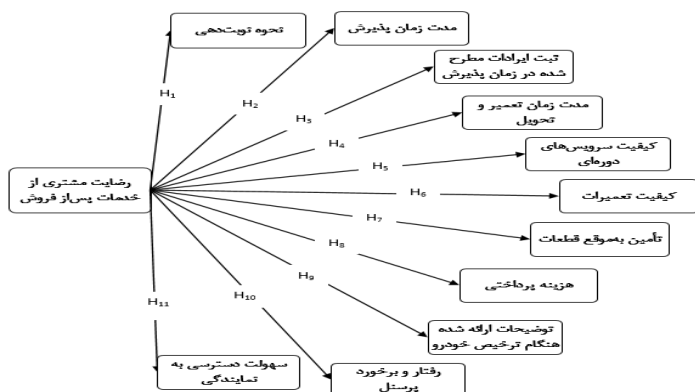 نحوه نوبت‌دهی
مدت زمان پذیرش
ثبت ایرادات مطرح
شده در زمان پذیرش
مدت زمان تعمیر و
تحویل
کیفیت سرویس‌های
دوره‌ای
کیفیت تعمیرات
تأمین به‌موقع قطعات
هزینه پرداختی
توضیحات ارائه شده
هنگام ترخیص خودرو
رفتار و برخورد
پرسنل
سهولت دسترسی به
نمایندگی
رضایت مشتری از
خدمات پس‌از فروش
H₁
H₂
H₃
H₄
H₅
H₆
H₇
H₈
H₉
H₁₀
H₁₁